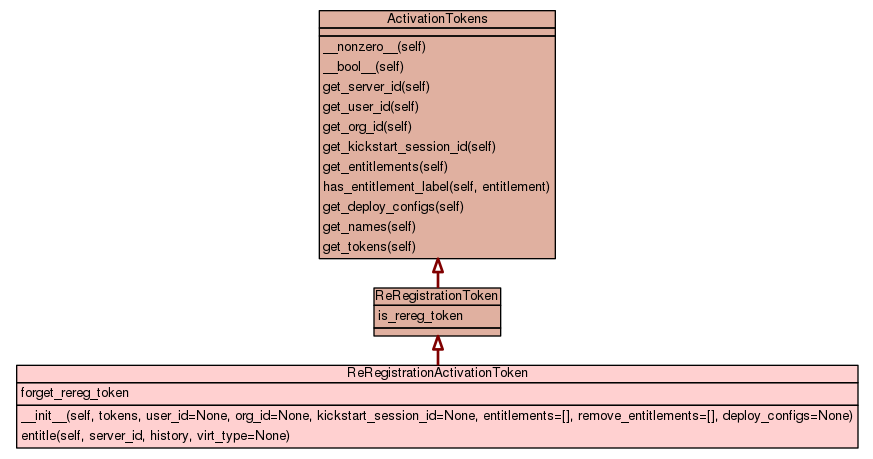 ActivationTokens
__nonzero__(self)
__bool__(self)
get_server_id(self)
get_user_id(self)
get_org_id(self)
get_kickstart_session_id(self)
get_entitlements(self)
has_entitlement_label(self, entitlement)
get_deploy_configs(self)
get_names(self)
get_tokens(self)
ReRegistrationToken
is_rereg_token
ReRegistrationActivationToken
forget_rereg_token
__init__(self, tokens, user_id=None, org_id=None, kickstart_session_id=None, entitlements=[], remove_entitlements=[], deploy_configs=None)
entitle(self, server_id, history, virt_type=None)